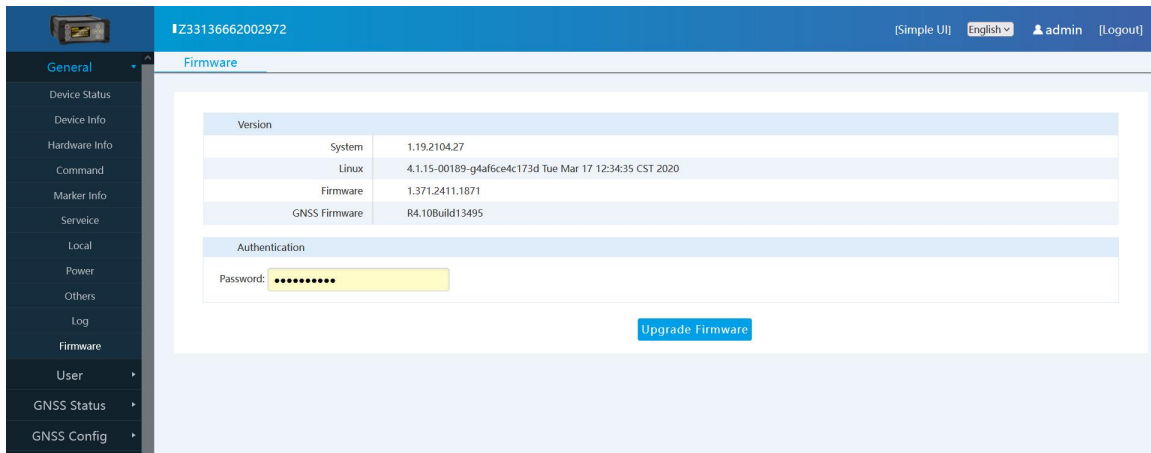 Z33136662002972
[Simple UI] English admin [Logout]
General
Device Status
Device Info
Hardware Info
Command
Marker Info
Serveice
Local
Power
Others
Log
Firmware
User
GNSS Status
GNSS Config
Firmware
Version
System 1.19.2104.27
Linux 4.1.15-00189-g4af6ce4c173d Tue Mar 17 12:34:35 CST 2020
Firmware 1.371.2411.1871
GNSS Firmware R4.10Build13495
Authentication
Password: ••••••••••
Upgrade Firmware